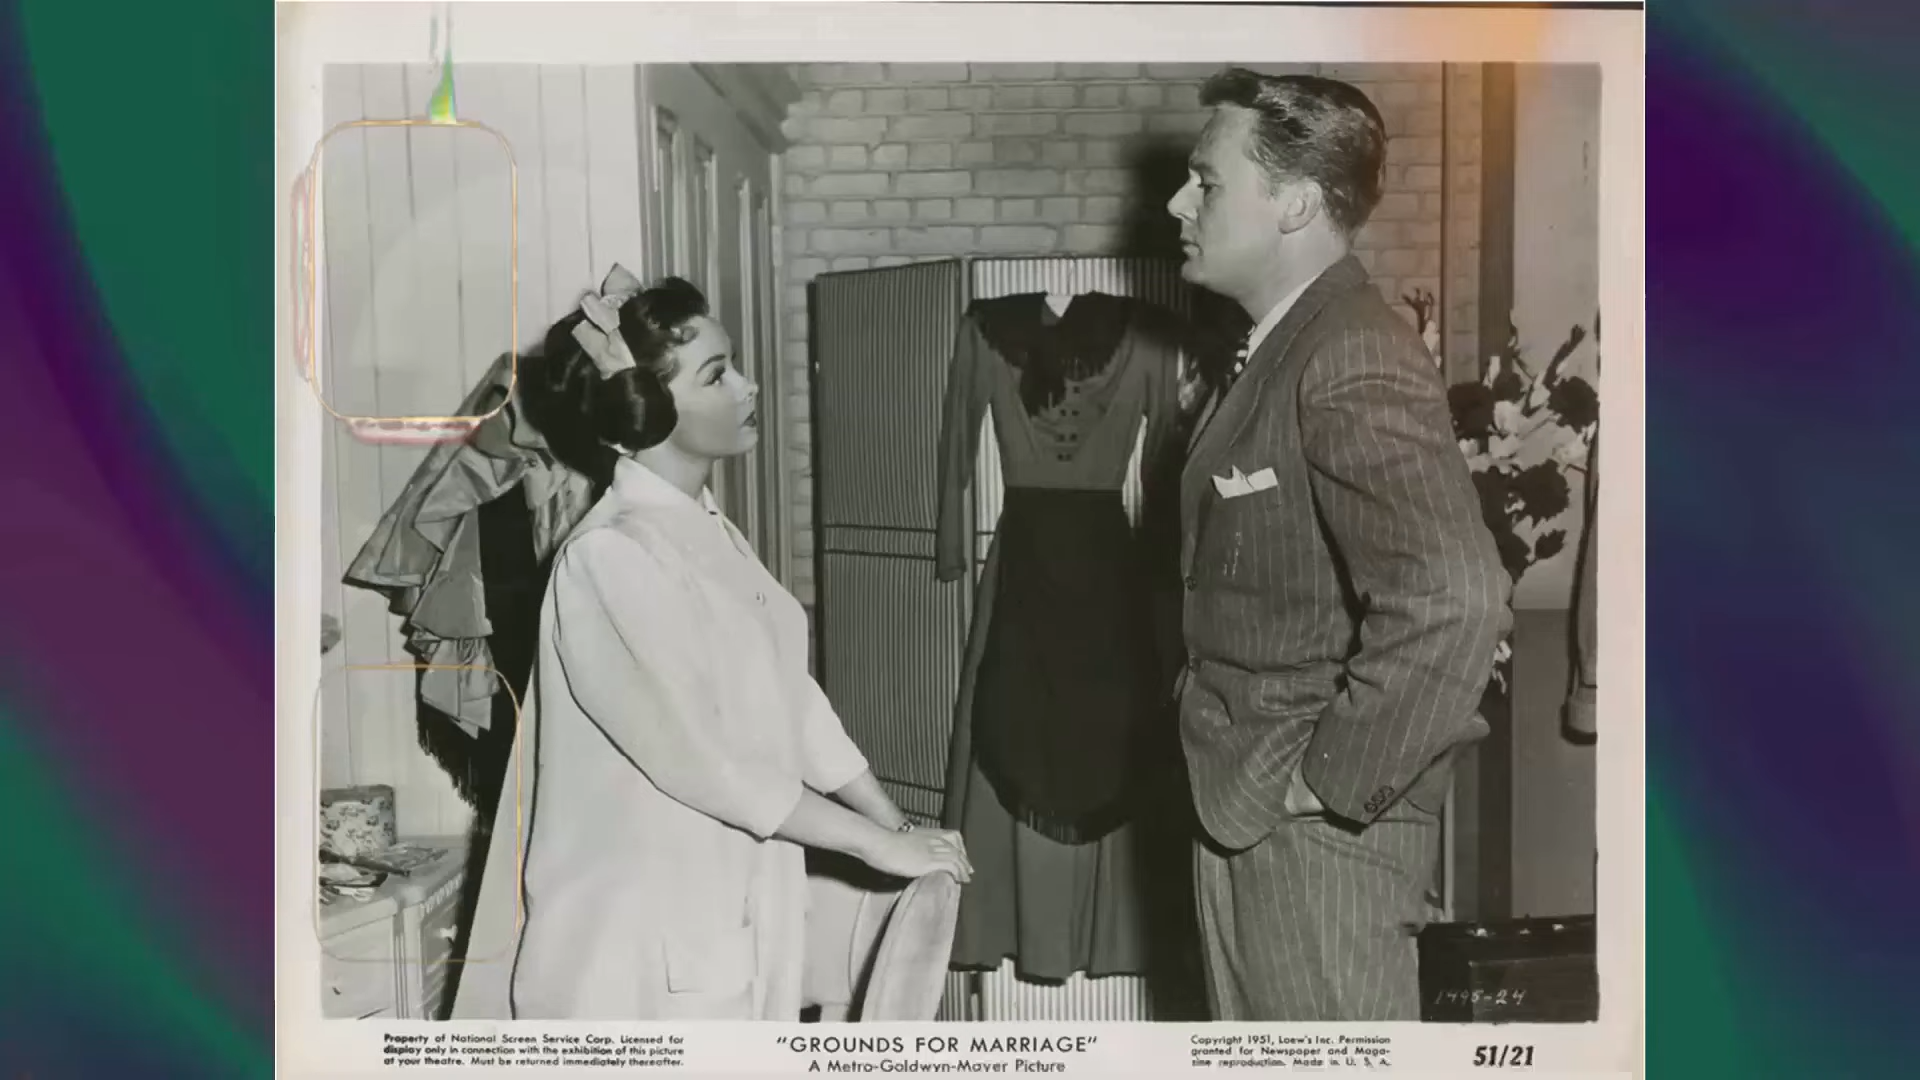 1495-24
Property of National Screen Service Corp. Licensed for
display only in connection with the exhibition of this picture
at your theatre. Must be returned immediately thereafter.
"GROUNDS FOR MARRIAGE"
A Metro-Goldwyn-Mayer Picture
Copyright 1951, Loew's Inc. Permission
granted for Newspaper and Maga-
zine reproduction. Made in U. S. A.
51/21